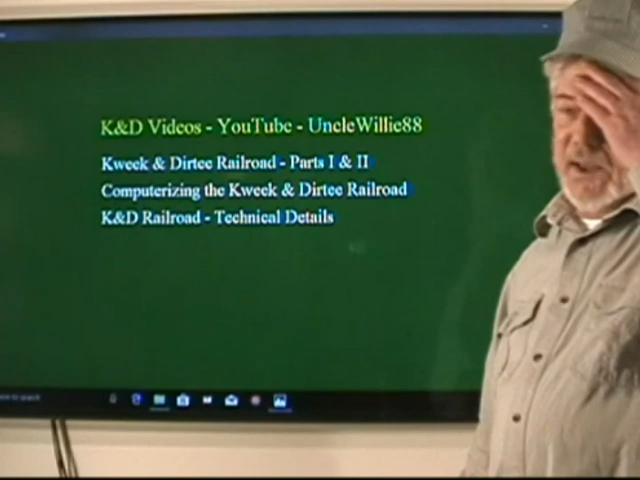 K&D Videos - YouTube - UncleWillie88
Kweek & Dirtee Railroad - Parts I & II
Computerizing the Kweek & Dirtee Railroad
K&D Railroad - Technical Details